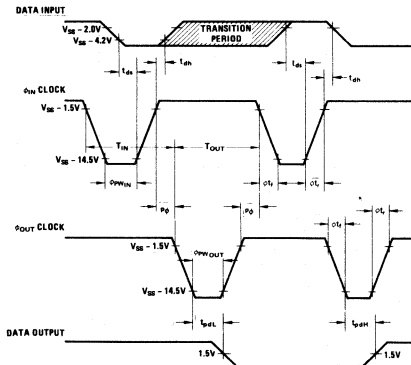 DATA INPUT
VSS – 2.0V
VSS – 4.2V
TRANSITION
PERIOD
tds
tdh
tds
tdh
ϕIN CLOCK
VSS – 1.5V
TIN
TOUT
VSS – 14.5V
ϕPWIN
ϕtf
ϕtr
ϕd
ϕd
ϕOUT CLOCK
VSS – 1.5V
ϕPWOUT
ϕtf
ϕtr
VSS – 14.5V
tpdL
tpdH
DATA OUTPUT
1.5V
1.5V